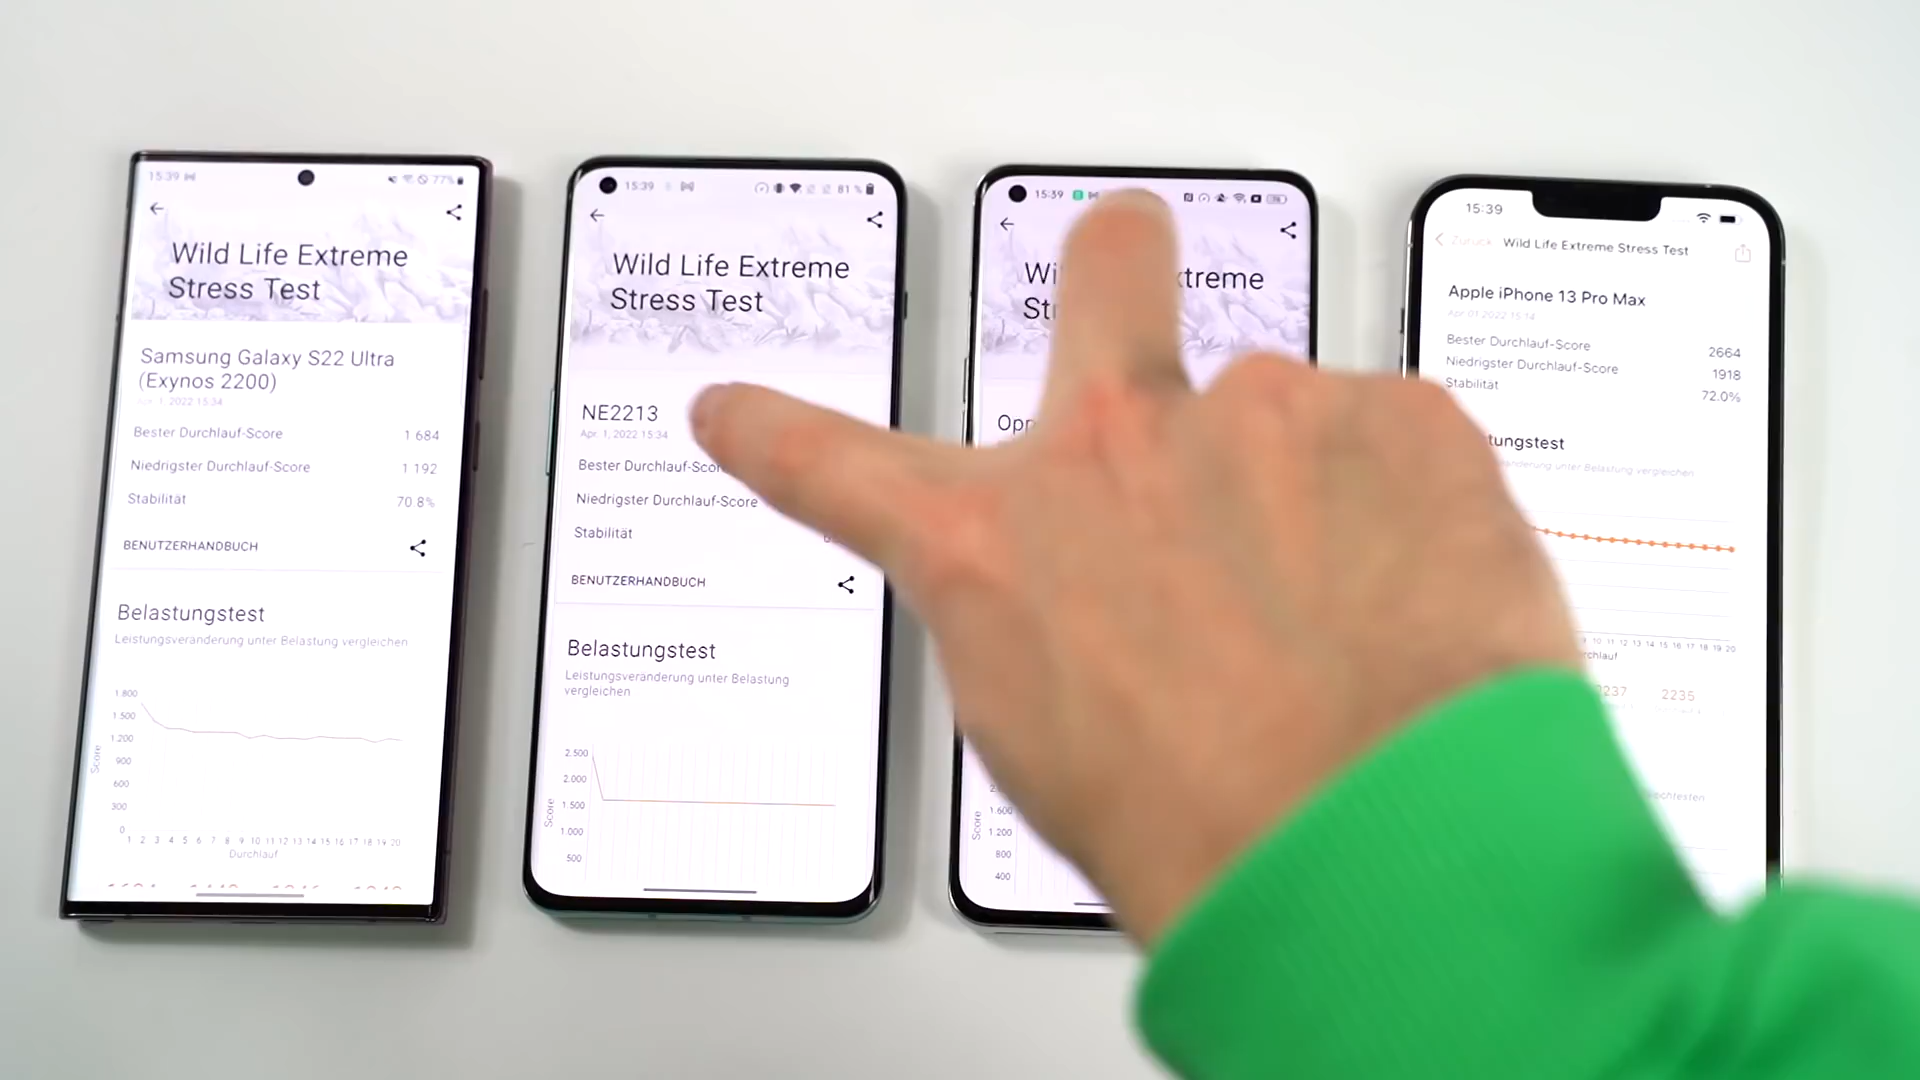 15:39
77%
Wild Life Extreme
Stress Test
Samsung Galaxy S22 Ultra
(Exynos 2200)
Apr. 1, 2022 15:34
Bester Durchlauf-Score 1 684
Niedrigster Durchlauf-Score 1 192
Stabilität 70.8%
BENUTZERHANDBUCH
Belastungstest
Leistungsveränderung unter Belastung vergleichen
1.800
1.500
1.200
900
600
300
0
Score
1 2 3 4 5 6 7 8 9 10 11 12 13 14 15 16 17 18 19 20
Durchlauf
15:39
81 %
Wild Life Extreme
Stress Test
NE2213
Apr. 1, 2022 15:34
Bester Durchlauf-Sco
Niedrigster Durchlauf-Score
Stabilität
BENUTZERHANDBUCH
Belastungstest
Leistungsveränderung unter Belastung
vergleichen
2.500
2.000
1.500
1.000
500
Score
15:39
Wi xtreme
St
Opp
1.600
1.200
800
400
Score
15:39
Zurück Wild Life Extreme Stress Test
Apple iPhone 13 Pro Max
Apr 01 2022 15:14
Bester Durchlauf-Score 2664
Niedrigster Durchlauf-Score 1918
Stabilität 72.0%
tungstest
änderung unter Belastung vergleichen
9 10 11 12 13 14 15 16 17 18 19 20
rchlauf
2237 2235